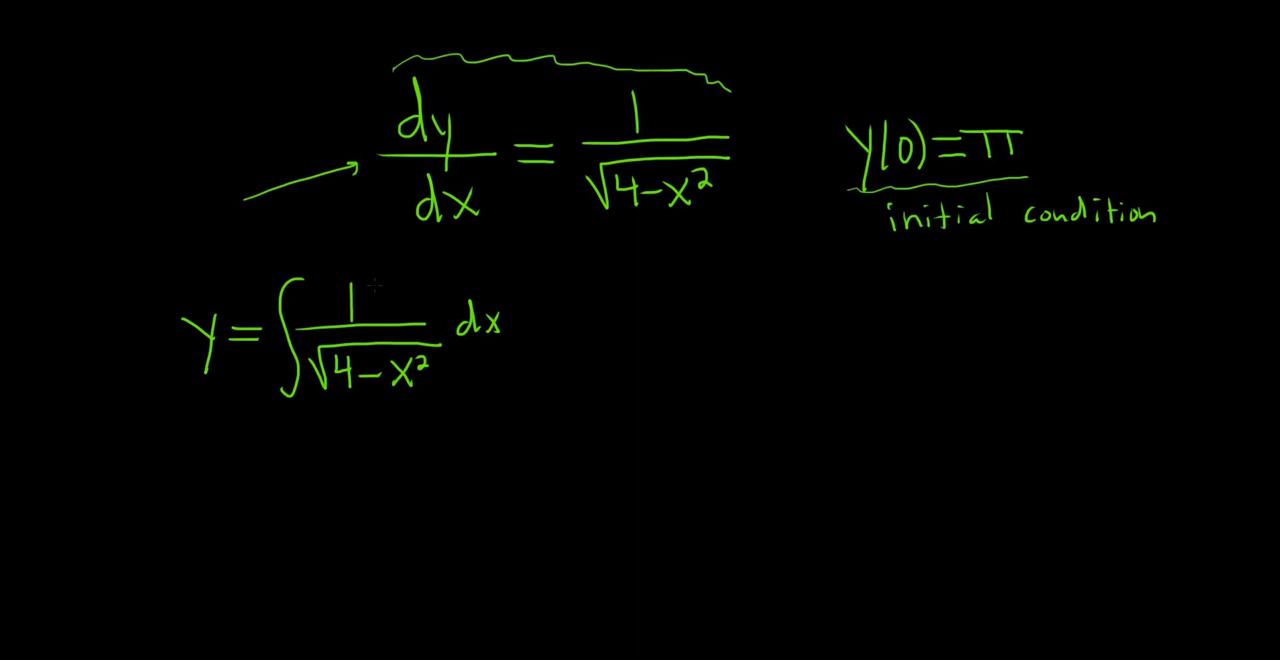 dy/dx = 1/√(4-x²) y(0) = π
initial condition
y = ∫ 1/√(4-x²) dx